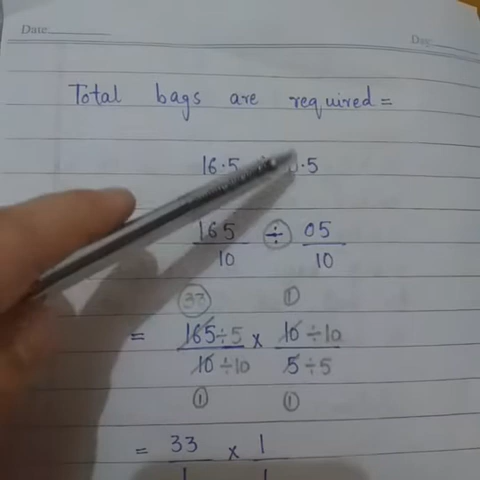 Date:
Day:
Total bags are required =
16.5 .5
165 ÷ 05
10 10
33 1
= 165÷5 × 10÷10
10÷10 5÷5
1 1
= 33 × 1